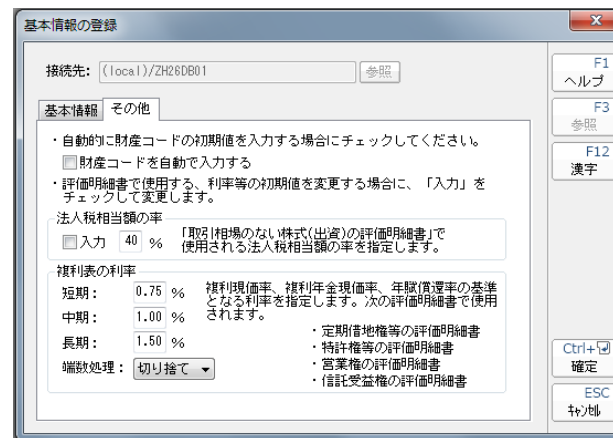 基本情報の登録
接続先: (local)/ZH26DB01 参照
基本情報 その他
・自動的に財産コードの初期値を入力する場合にチェックしてください。
財産コードを自動で入力する
・評価明細書で使用する、利率等の初期値を変更する場合に、「入力」を
チェックして変更します。
法人税相当額の率
入力 40 % 「取引相場のない株式(出資)の評価明細書」で
使用される法人税相当額の率を指定します。
複利表の利率
短期: 0.75 % 複利現価率、複利年金現価率、年賦償還率の基準
となる利率を指定します。次の評価明細書で使用
されます。
中期: 1.00 %
長期: 1.50 %
端数処理: 切り捨て
・定期借地権等の評価明細書
・特許権等の評価明細書
・営業権の評価明細書
・信託受益権の評価明細書
F1
ヘルプ
F3
参照
F12
漢字
Ctrl+
確定
ESC
キャンセル